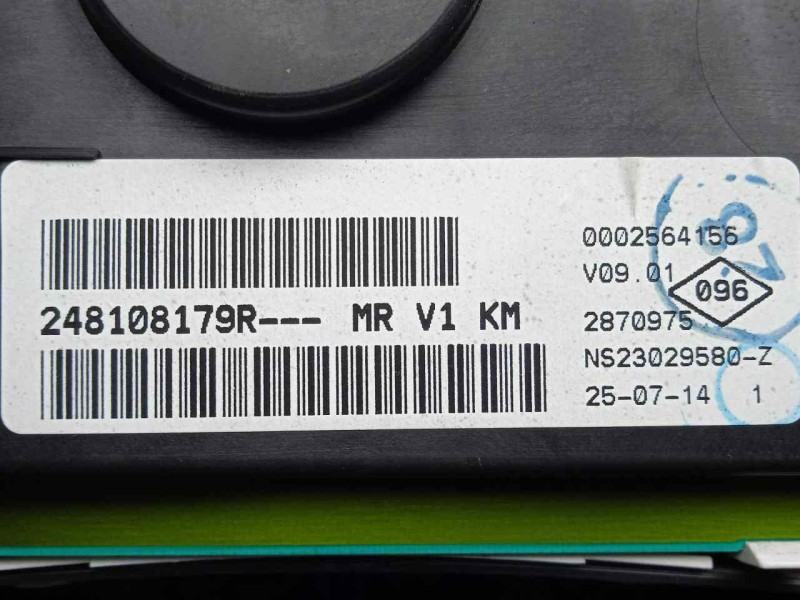 0002564156
V09.01
096
248108179R--- MR V1 KM
2870975
NS23029580-Z
25-07-14 1